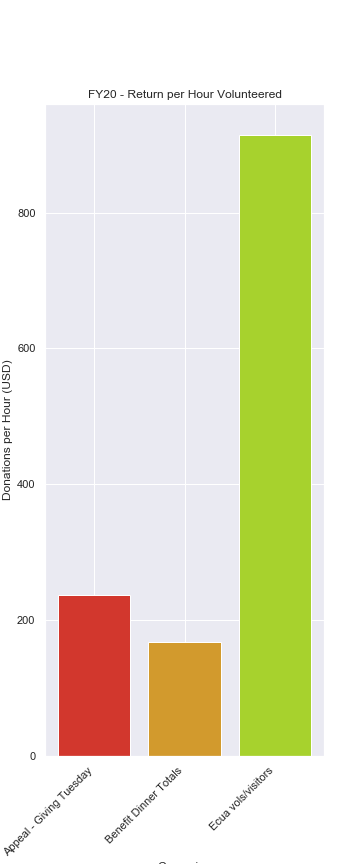 FY20 - Return per Hour Volunteered
Donations per Hour (USD)
800
600
400
200
0
Appeal - Giving Tuesday
Benefit Dinner Totals
Ecua vols/visitors